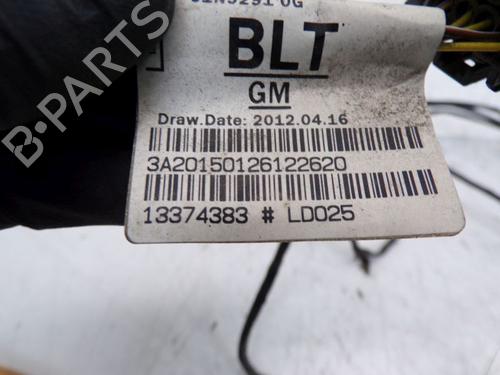 BLT
GM
Draw.Date: 2012.04.16
3A20150126122620
13374383 # LD025
B-PARTS